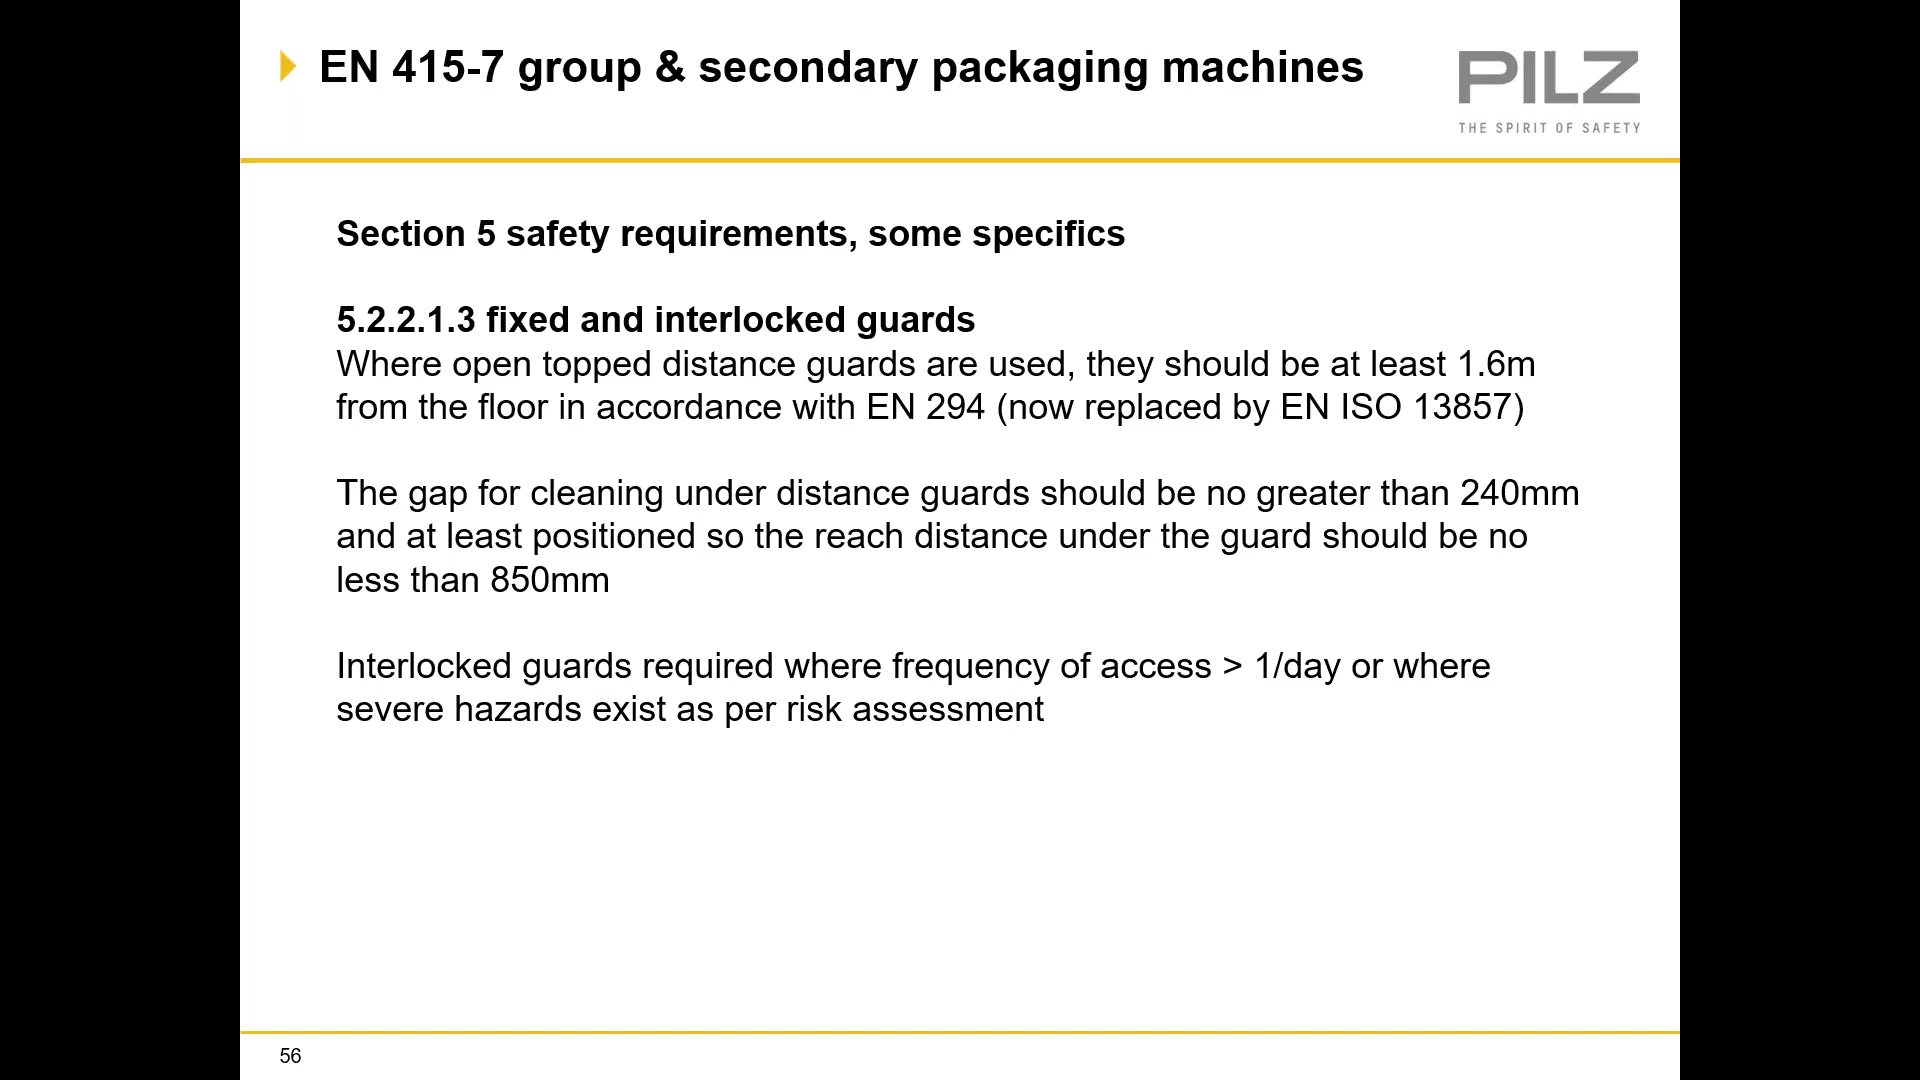 EN 415-7 group & secondary packaging machines
PILZ
THE SPIRIT OF SAFETY
Section 5 safety requirements, some specifics
5.2.2.1.3 fixed and interlocked guards
Where open topped distance guards are used, they should be at least 1.6m
from the floor in accordance with EN 294 (now replaced by EN ISO 13857)
The gap for cleaning under distance guards should be no greater than 240mm
and at least positioned so the reach distance under the guard should be no
less than 850mm
Interlocked guards required where frequency of access > 1/day or where
severe hazards exist as per risk assessment
56